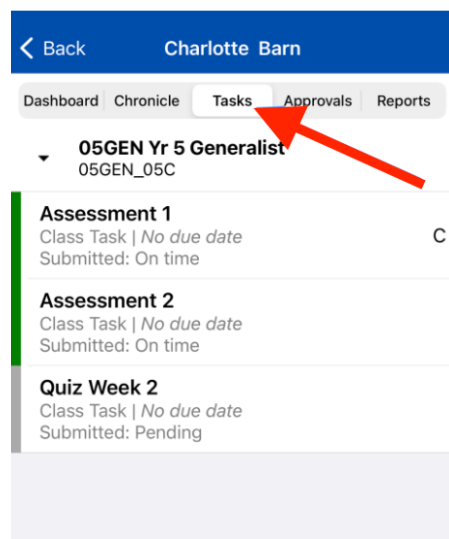 Back Charlotte Barn
Dashboard Chronicle Tasks Approvals Reports
05GEN Yr 5 Generalist
05GEN_05C
Assessment 1
Class Task | No due date C
Submitted: On time
Assessment 2
Class Task | No due date
Submitted: On time
Quiz Week 2
Class Task | No due date
Submitted: Pending